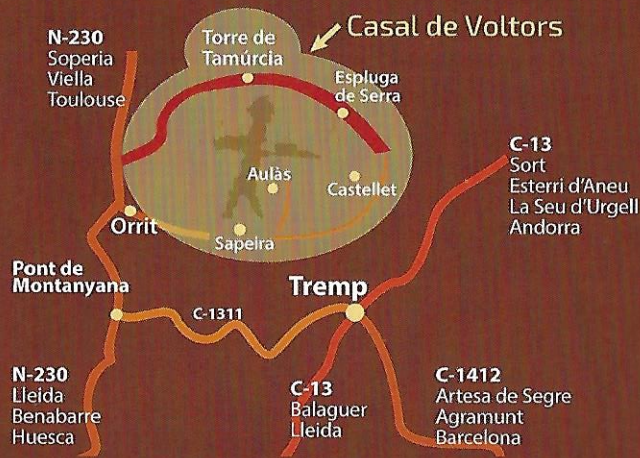 N-230
Soperia
Viella
Toulouse
Torre de
Tamúrcia
Casal de Voltors
Espluga
de Serra
C-13
Sort
Esterri d'Aneu
La Seu d'Urgell
Andorra
Aulàs
Castellet
Orrit
Sapeira
Pont de
Montanyana
Tremp
C-1311
N-230
Lleida
Benabarre
Huesca
C-13
Balaguer
Lleida
C-1412
Artesa de Segre
Agramunt
Barcelona